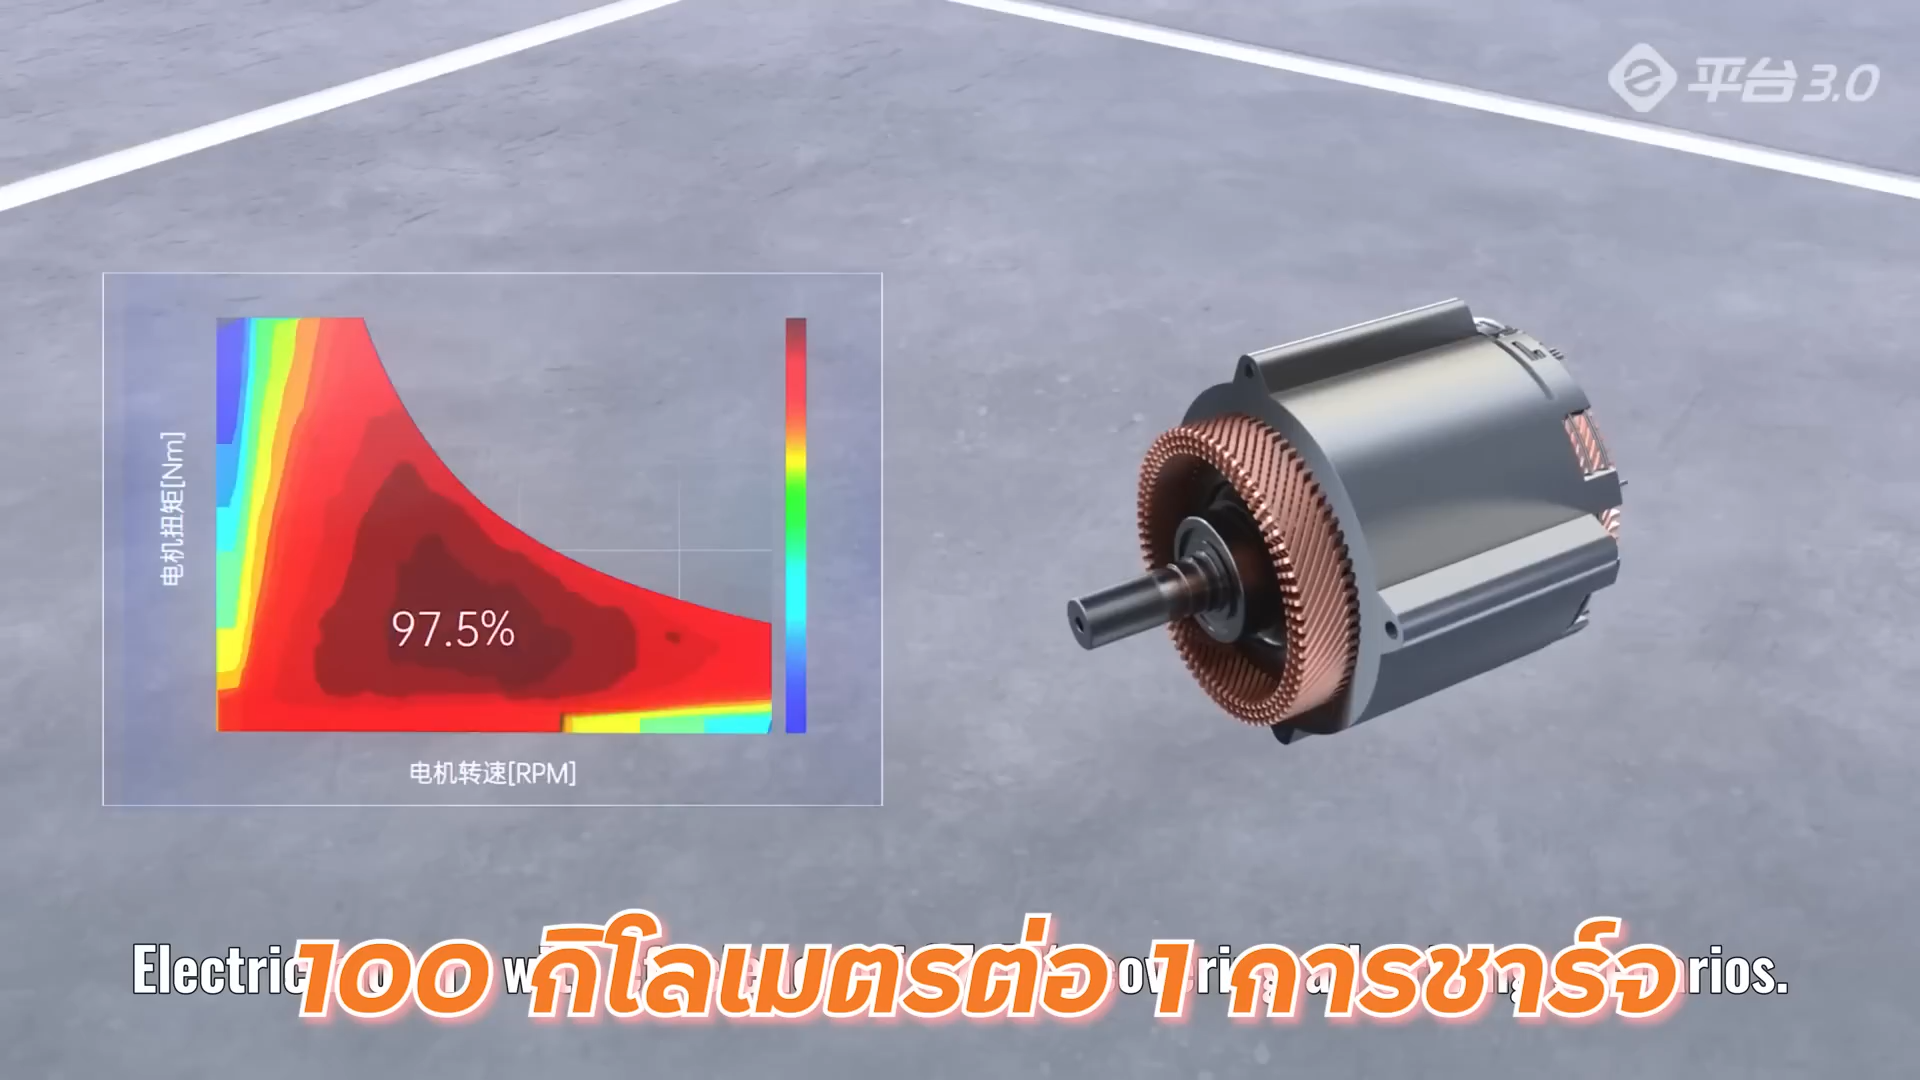 平台3.0
电机扭矩[Nm]
97.5%
电机转速[RPM]
Electric
100 กิโลเมตรต่อ 1 การชาร์จ